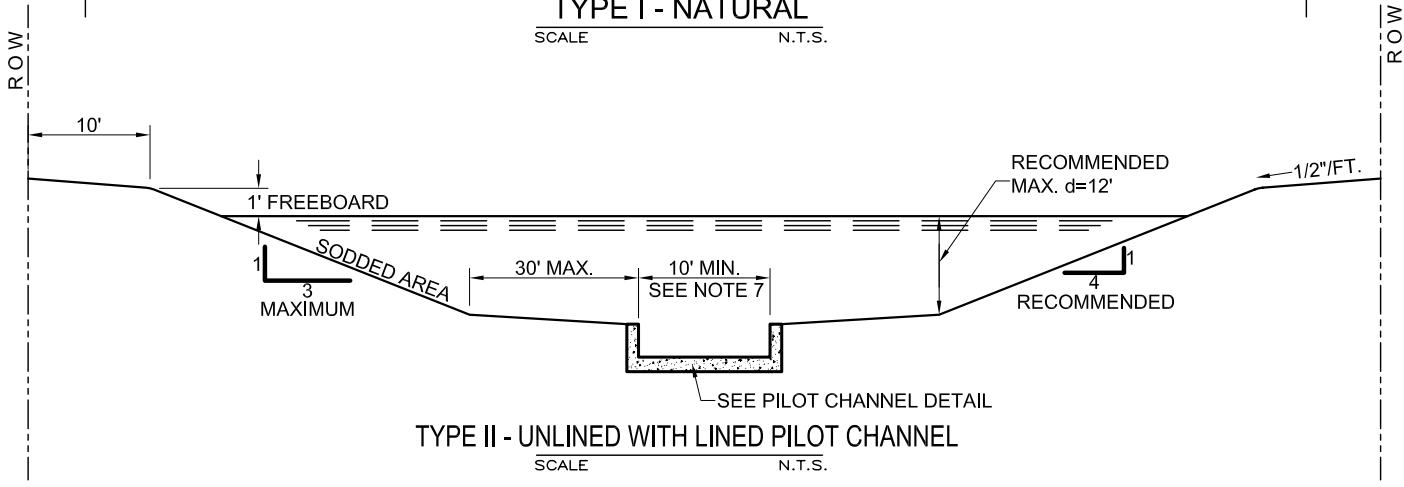 TYPE I - NATURAL
SCALE N.T.S.
ROW
ROW
10'
RECOMMENDED
MAX. d=12'
1/2"/FT.
1' FREEBOARD
SODDED AREA
30' MAX.
10' MIN.
SEE NOTE 7
1
3
MAXIMUM
1
4
RECOMMENDED
SEE PILOT CHANNEL DETAIL
TYPE II - UNLINED WITH LINED PILOT CHANNEL
SCALE N.T.S.